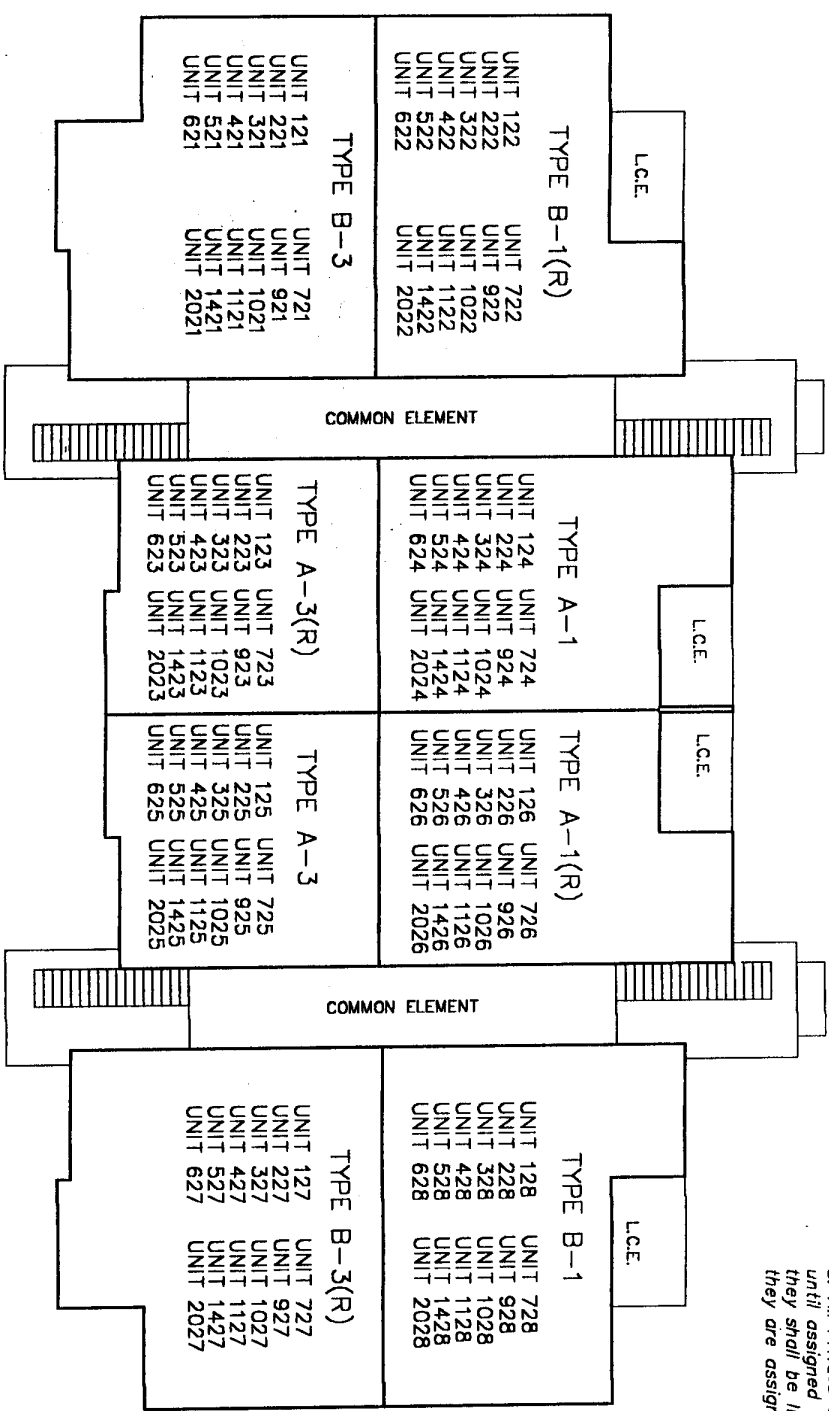 until assigned
they shall be
they are
L.C.E.
TYPE B-1(R)
UNIT 122 UNIT 722
UNIT 222 UNIT 922
UNIT 322 UNIT 1022
UNIT 422 UNIT 1122
UNIT 522 UNIT 1422
UNIT 622 UNIT 2022
TYPE B-3
UNIT 121 UNIT 721
UNIT 221 UNIT 921
UNIT 321 UNIT 1021
UNIT 421 UNIT 1121
UNIT 521 UNIT 1421
UNIT 621 UNIT 2021
COMMON ELEMENT
L.C.E.
TYPE A-1
UNIT 124 UNIT 724
UNIT 224 UNIT 924
UNIT 324 UNIT 1024
UNIT 424 UNIT 1124
UNIT 524 UNIT 1424
UNIT 624 UNIT 2024
TYPE A-3(R)
UNIT 123 UNIT 723
UNIT 223 UNIT 923
UNIT 323 UNIT 1023
UNIT 423 UNIT 1123
UNIT 523 UNIT 1423
UNIT 623 UNIT 2023
L.C.E.
TYPE A-1(R)
UNIT 126 UNIT 726
UNIT 226 UNIT 926
UNIT 326 UNIT 1026
UNIT 426 UNIT 1126
UNIT 526 UNIT 1426
UNIT 626 UNIT 2026
TYPE A-3
UNIT 125 UNIT 725
UNIT 225 UNIT 925
UNIT 325 UNIT 1025
UNIT 425 UNIT 1125
UNIT 525 UNIT 1425
UNIT 625 UNIT 2025
COMMON ELEMENT
L.C.E.
TYPE B-1
UNIT 128 UNIT 728
UNIT 228 UNIT 928
UNIT 328 UNIT 1028
UNIT 428 UNIT 1128
UNIT 528 UNIT 1428
UNIT 628 UNIT 2028
TYPE B-3(R)
UNIT 127 UNIT 727
UNIT 227 UNIT 927
UNIT 327 UNIT 1027
UNIT 427 UNIT 1127
UNIT 527 UNIT 1427
UNIT 627 UNIT 2027